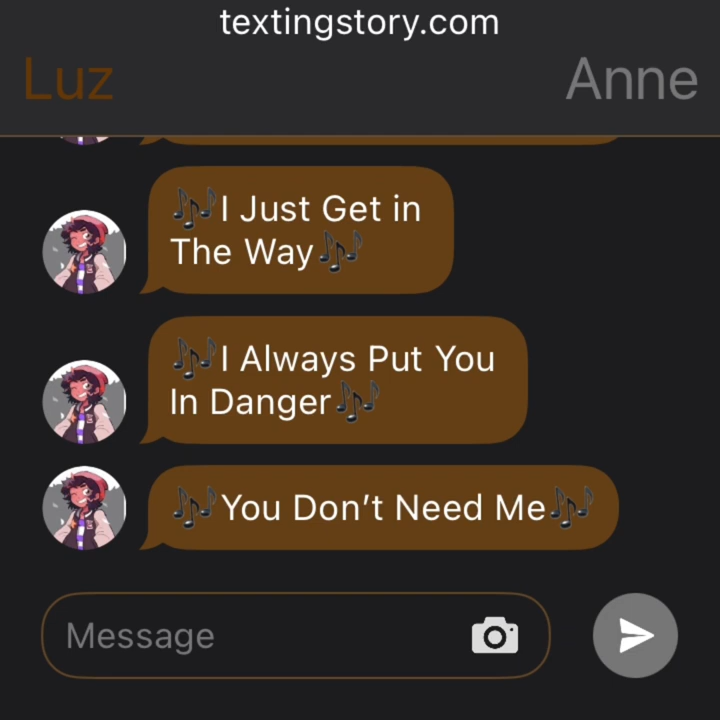 textingstory.com
Luz
Anne
🎶I Just Get in
The Way🎶
🎶I Always Put You
In Danger🎶
🎶You Don’t Need Me🎶
Message